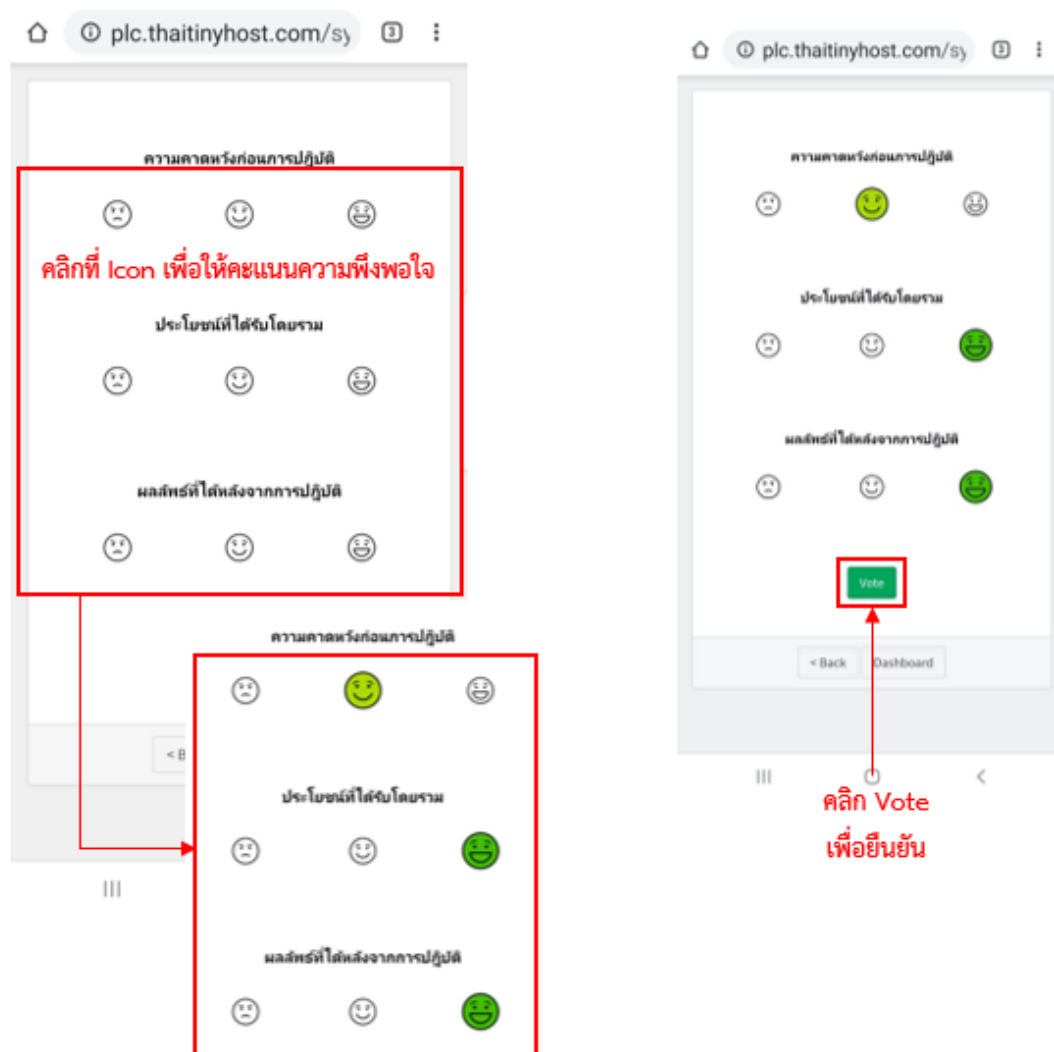 plc.thaitinyhost.com/sy
3
ความคาดหวังก่อนการปฏิบัติ
คลิกที่ Icon เพื่อให้คะแนนความพึงพอใจ
ประโยชน์ที่ได้รับโดยรวม
ผลลัพธ์ที่ได้หลังจากการปฏิบัติ
< B
ความคาดหวังก่อนการปฏิบัติ
ประโยชน์ที่ได้รับโดยรวม
ผลลัพธ์ที่ได้หลังจากการปฏิบัติ
plc.thaitinyhost.com/sy
3
ความคาดหวังก่อนการปฏิบัติ
ประโยชน์ที่ได้รับโดยรวม
ผลลัพธ์ที่ได้หลังจากการปฏิบัติ
Vote
< Back Dashboard
คลิก Vote
เพื่อยืนยัน